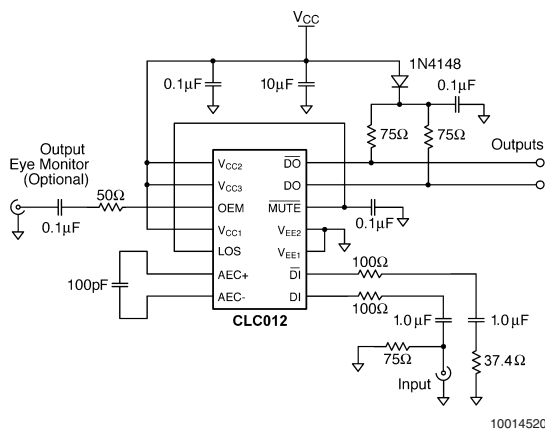 VCC
1N4148
0.1µF
10µF
0.1µF
75Ω
75Ω
Output
Eye Monitor
(Optional)
Outputs
50Ω
0.1µF
VCC2
VCC3
OEM
VCC1
LOS
AEC+
AEC-
DO
DO
MUTE
VEE2
VEE1
DI
DI
0.1µF
100pF
CLC012
100Ω
100Ω
1.0µF
1.0µF
75Ω
37.4Ω
Input
10014520